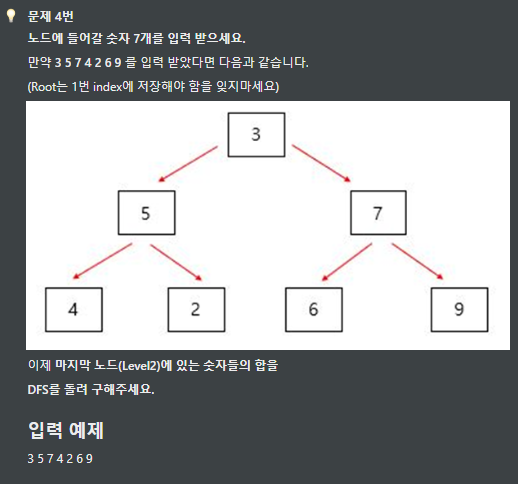 문제 4번
노드에 들어갈 숫자 7개를 입력 받으세요.
만약 3 5 7 4 2 6 9 를 입력 받았다면 다음과 같습니다.
(Root는 1번 index에 저장해야 함을 잊지마세요)
3
5 7
4 2 6 9
이제 마지막 노드(Level2)에 있는 숫자들의 합을
DFS를 돌려 구해주세요.
입력 예제
3 5 7 4 2 6 9